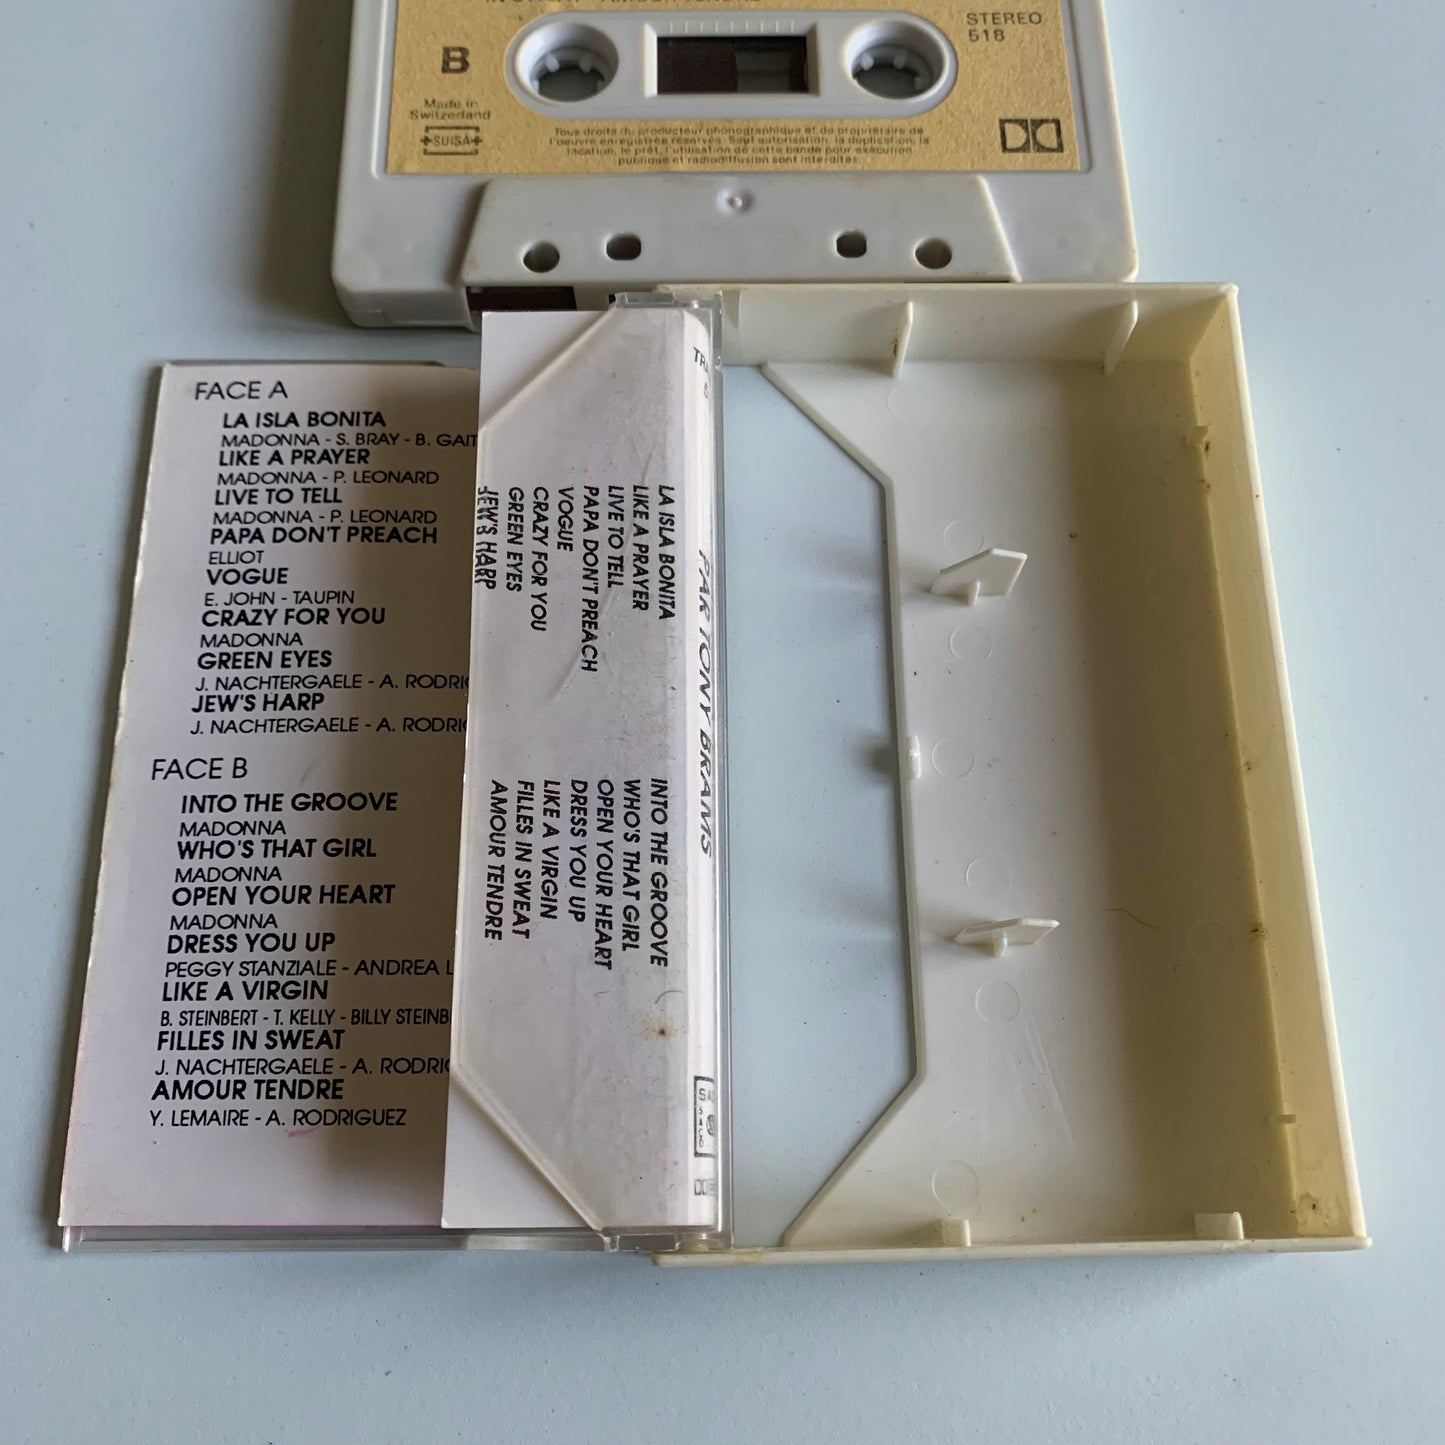 B
STEREO
518
Made in
Switzerland
SUISA
Tous droits du producteur phonographique et du propriétaire de
l'oeuvre enregistrée réservés. Sauf autorisation, la duplication, la
location, le prêt, l'utilisation de cette bande pour exécution
publique et radiodiffusion sont interdites.
FACE A
LA ISLA BONITA
MADONNA - S. BRAY - B. GAIT
LIKE A PRAYER
MADONNA - P. LEONARD
LIVE TO TELL
MADONNA - P. LEONARD
PAPA DON'T PREACH
ELLIOT
VOGUE
E. JOHN - TAUPIN
CRAZY FOR YOU
MADONNA
GREEN EYES
J. NACHTERGAELE - A. RODRIG
JEW'S HARP
J. NACHTERGAELE - A. RODRI
FACE B
INTO THE GROOVE
MADONNA
WHO'S THAT GIRL
MADONNA
OPEN YOUR HEART
MADONNA
DRESS YOU UP
PEGGY STANZIALE - ANDREA L
LIKE A VIRGIN
B. STEINBERT - T. KELLY - BILLY STEINB
FILLES IN SWEAT
J. NACHTERGAELE - A. RODRI
AMOUR TENDRE
Y. LEMAIRE - A. RODRIGUEZ
LA ISLA BONITA
LIKE A PRAYER
LIVE TO TELL
PAPA DON'T PREACH
VOGUE
CRAZY FOR YOU
GREEN EYES
JEW'S HARP
INTO THE GROOVE
WHO'S THAT GIRL
OPEN YOUR HEART
DRESS YOU UP
LIKE A VIRGIN
FILLES IN SWEAT
AMOUR TENDRE
PAR TONY BRAMS